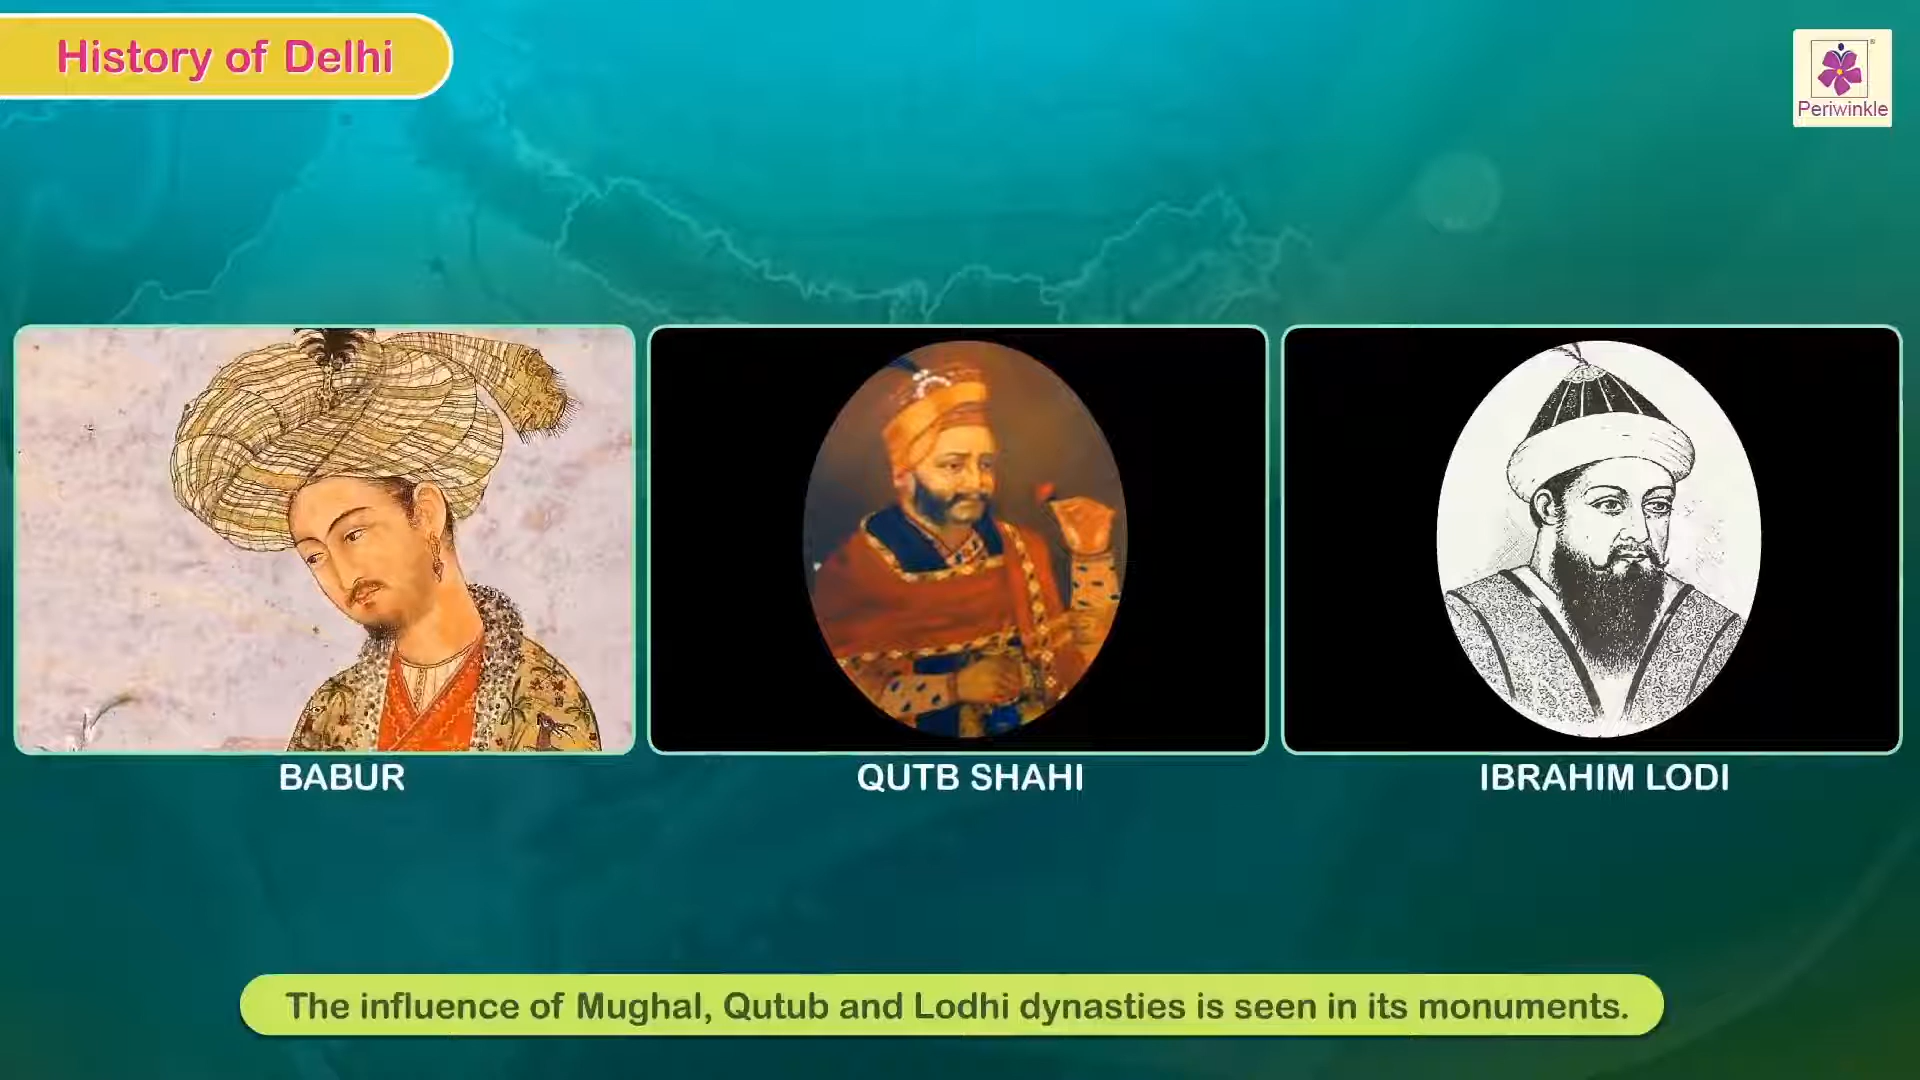 History of Delhi
Periwinkle
BABUR
QUTB SHAHI
IBRAHIM LODI
The influence of Mughal, Qutub and Lodhi dynasties is seen in its monuments.